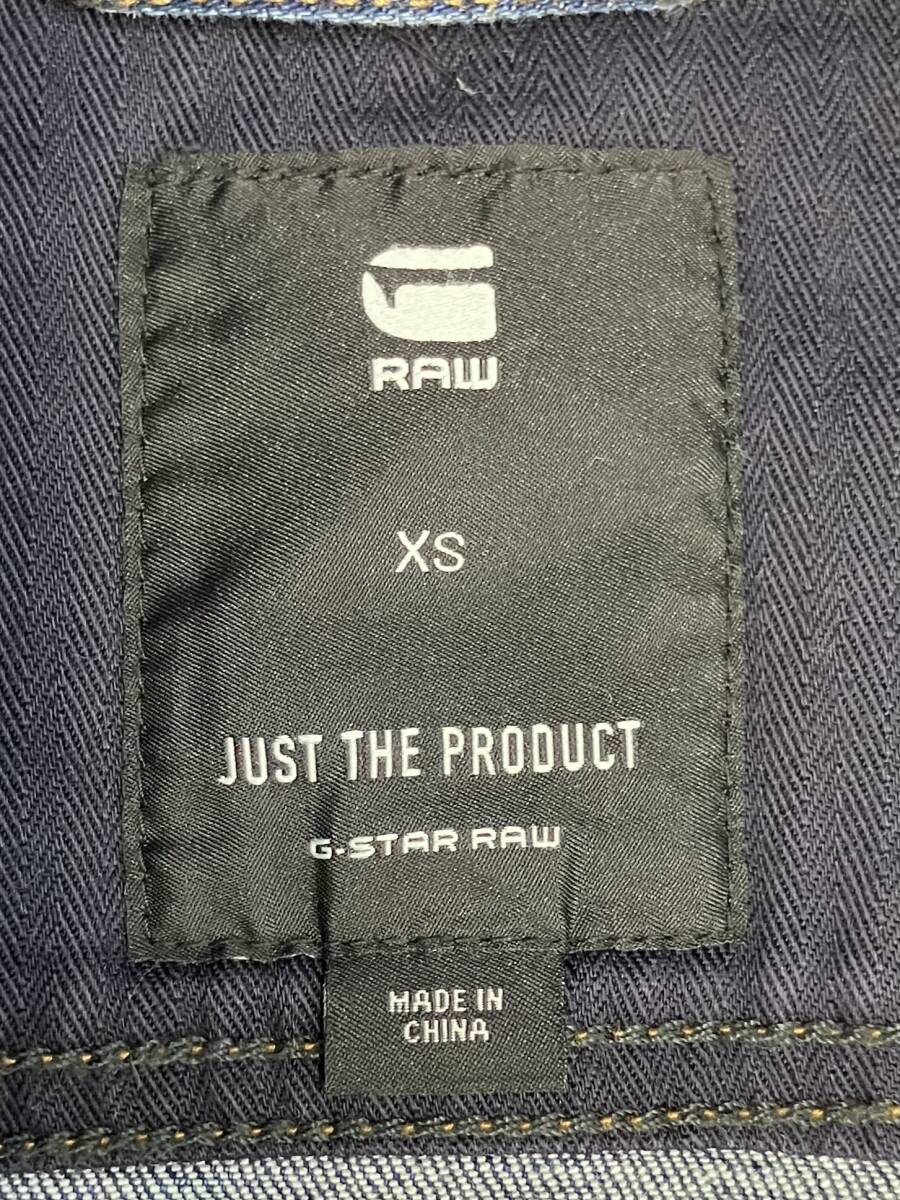 G
RAW
XS
JUST THE PRODUCT
G-STAR RAW
MADE IN
CHINA